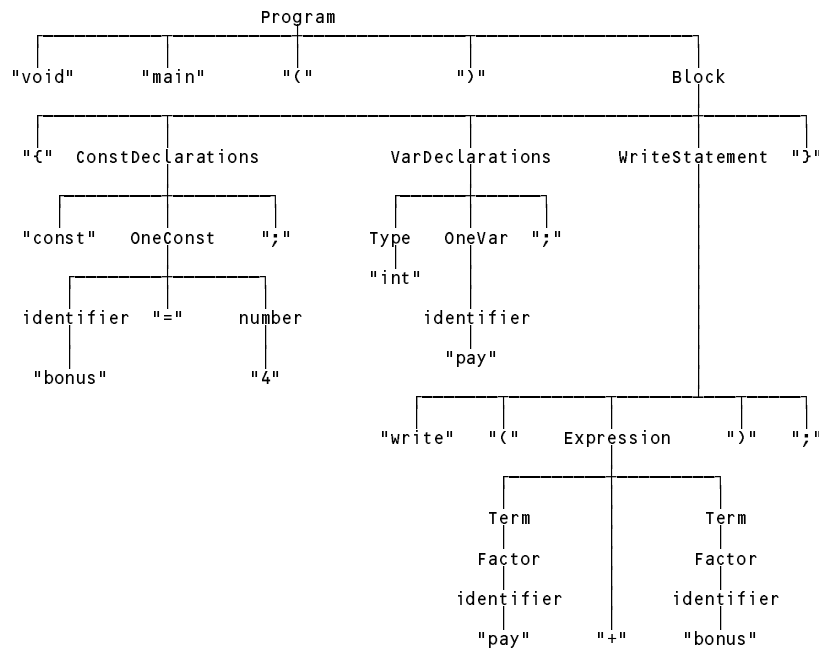 Program
"void" "main" "(" ")" Block
"{" ConstDeclarations VarDeclarations WriteStatement "}"
"const" OneConst ";" Type OneVar ";"
"int"
identifier "=" number identifier
"pay"
"bonus" "4"
"write" "(" Expression ")" ";"
Term Term
Factor Factor
identifier identifier
"pay" "+" "bonus"